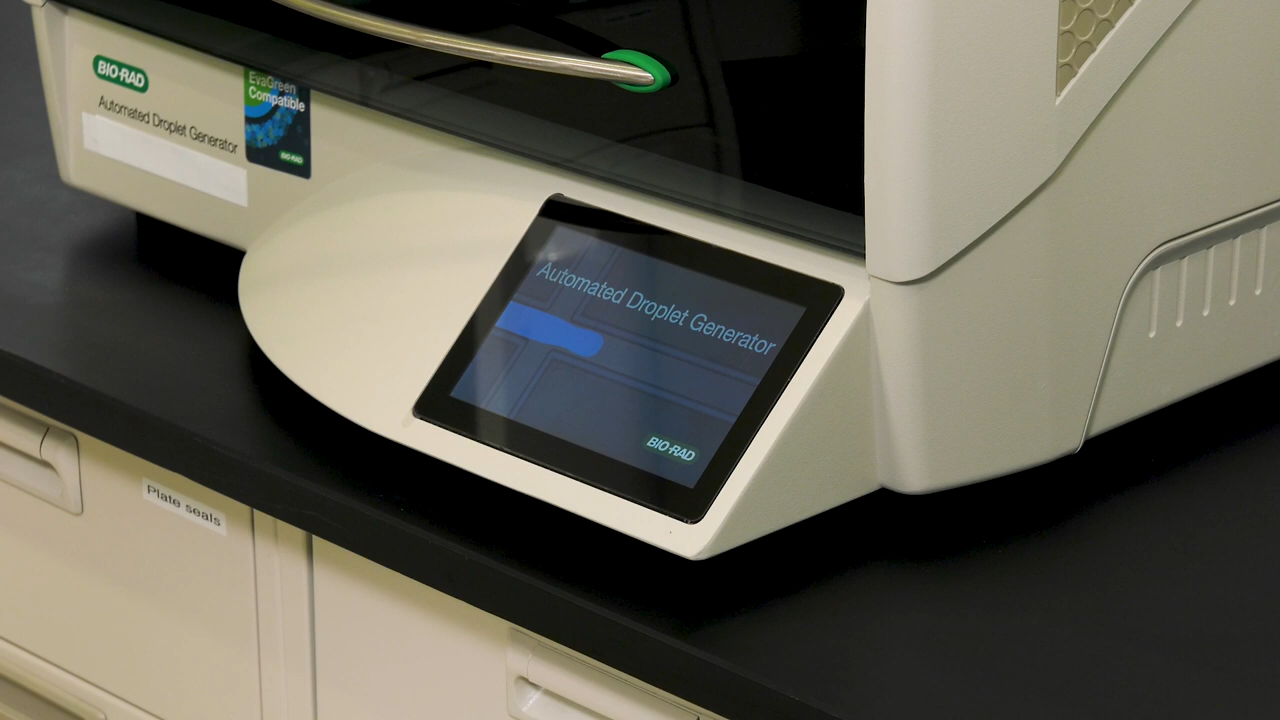 BIO-RAD
Automated Droplet Generator
EvaGreen
Compatible
BIO-RAD
Automated Droplet Generator
BIO-RAD
Plate seals